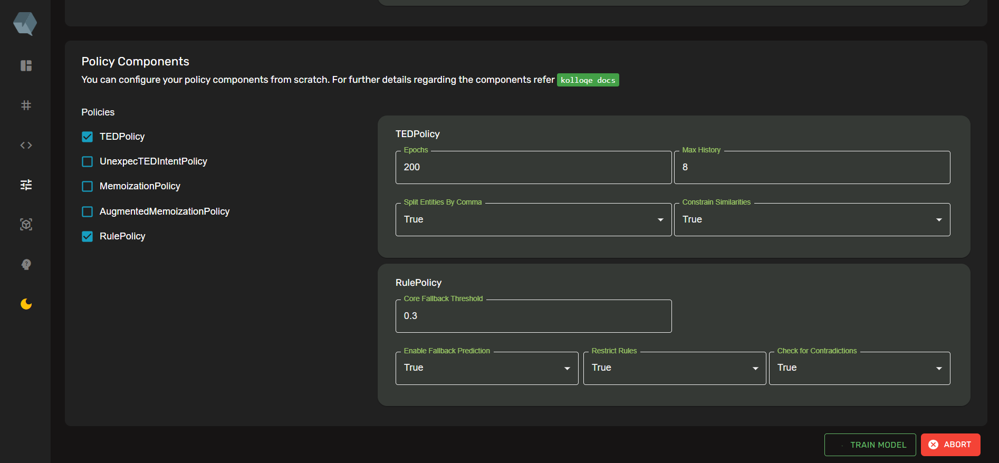 Policy Components
You can configure your policy components from scratch. For further details regarding the components refer kolloqe docs
Policies
TEDPolicy
UnexpecTEDIntentPolicy
MemoizationPolicy
AugmentedMemoizationPolicy
RulePolicy
TEDPolicy
Epochs
200
Max History
8
Split Entities By Comma
True
Constrain Similarities
True
RulePolicy
Core Fallback Threshold
0.3
Enable Fallback Prediction
True
Restrict Rules
True
Check for Contradictions
True
TRAIN MODEL
ABORT